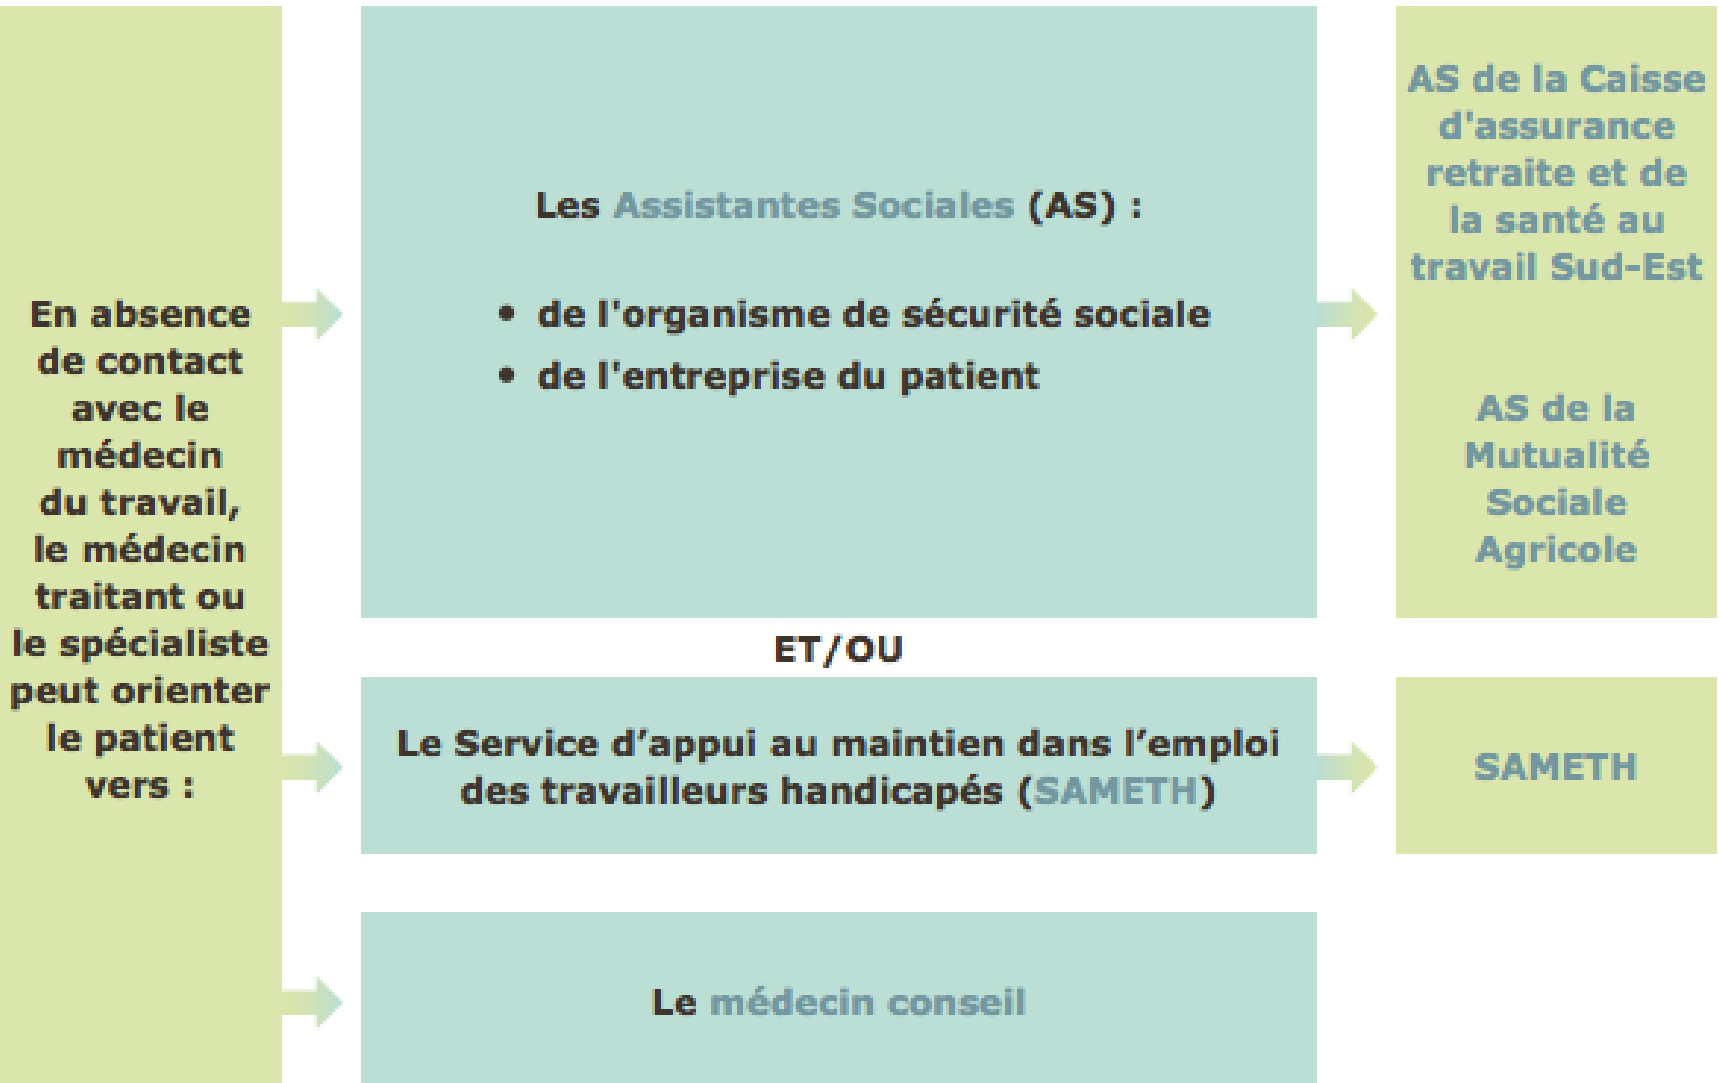 En absence
de contact
avec le
médecin
du travail,
le médecin
traitant ou
le spécialiste
peut orienter
le patient
vers :
Les Assistantes Sociales (AS) :
• de l'organisme de sécurité sociale
• de l'entreprise du patient
AS de la Caisse
d'assurance
retraite et de
la santé au
travail Sud-Est
AS de la
Mutualité
Sociale
Agricole
ET/OU
Le Service d’appui au maintien dans l’emploi
des travailleurs handicapés (SAMETH)
SAMETH
Le médecin conseil